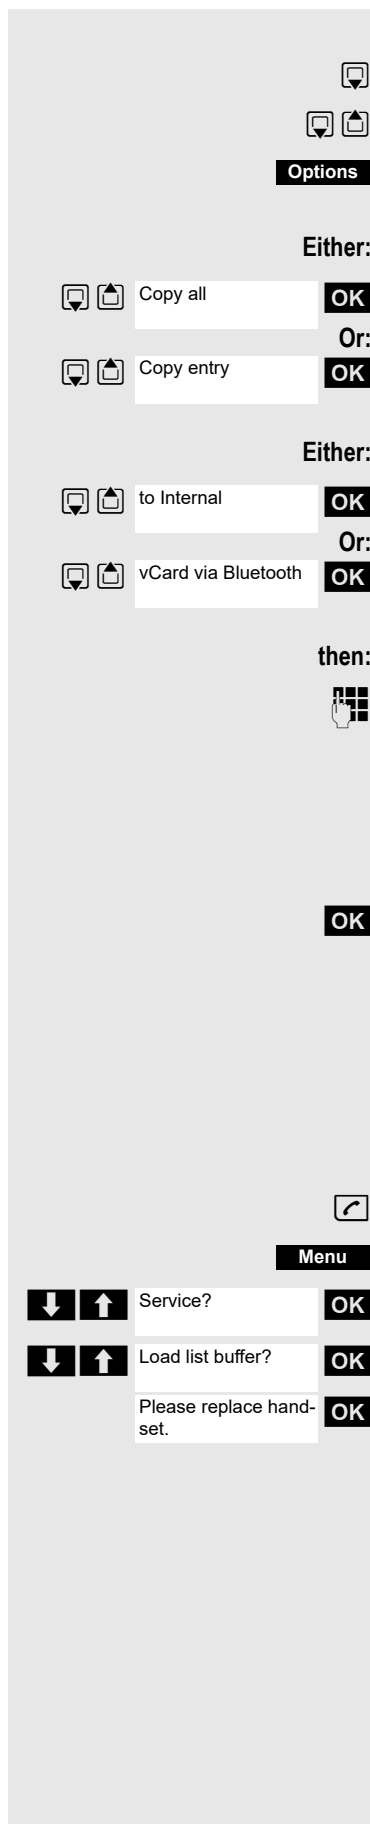 Options
Either:
Copy all OK
Or:
Copy entry OK
Either:
to Internal OK
Or:
vCard via Bluetooth OK
then:
OK
Menu
Service? OK
Load list buffer? OK
Please replace hand- OK
set.